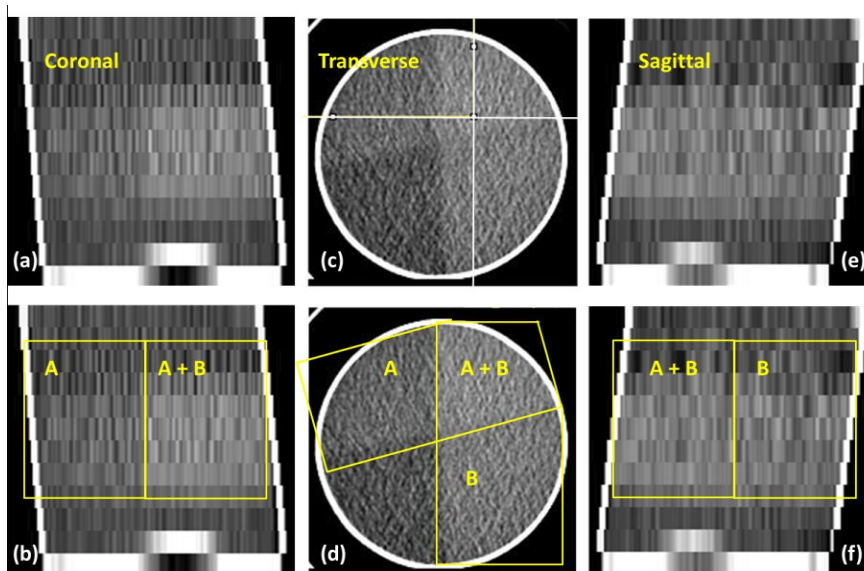 Coronal
Transverse
Sagittal
(a)
(c)
(e)
A
A + B
A
A + B
B
A + B
B
(b)
(d)
(f)